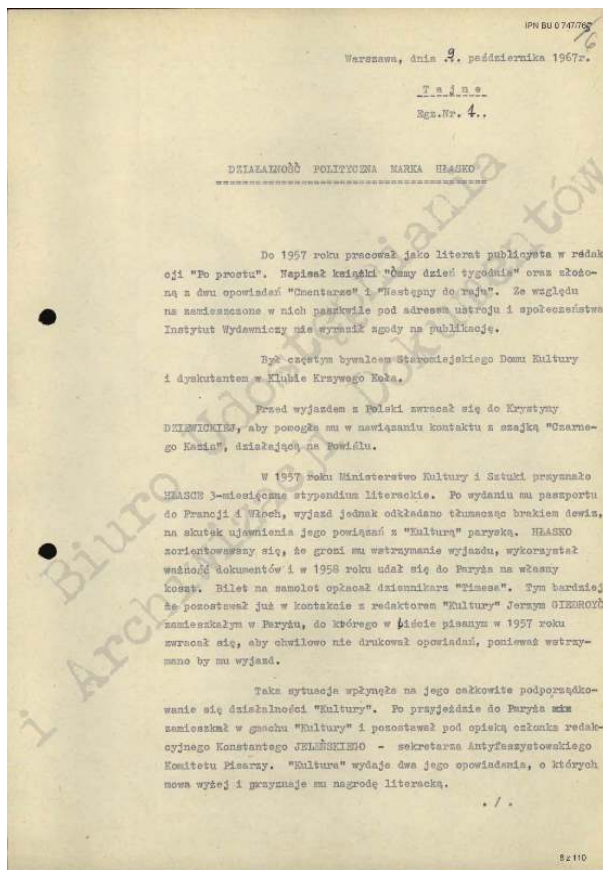 IPN BU 0 747/76
Warszawa, dnia 9. października 1967r.
Tajne
Egz.Nr. 1..
DZIAŁALNOŚĆ POLITYCZNA MARKA HŁASKO
Do 1957 roku pracował jako literat publicysta w redak
cji "Po prostu". Napisał książki "Ósmy dzień tygodnia" oraz złożo-
ną z dwu opowiadań "Cmentarze" i "Następny do raju". Ze względu
na zamieszczone w nich paszkwile pod adresem ustroju i społeczeństwa
Instytut Wydawniczy nie wyraził zgody na publikację.
Był częstym bywalcem Staromiejskiego Domu Kultury
i dyskutantem w Klubie Krzywego Koła.
Przed wyjazdem z Polski zwracał się do Krystyny
DZIEWICKIEJ, aby pomogła mu w nawiązaniu kontaktu z szajką "Czarne-
go Kazia", działającą na Powiślu.
W 1957 roku Ministerstwo Kultury i Sztuki przyznało
HŁASCE 3-miesięczne stypendium literackie. Po wydaniu mu paszportu
do Francji i Włoch, wyjazd jednak odkładano tłumacząc brakiem dewiz,
na skutek ujawnienia jego powiązań z "Kulturą" paryską. HŁASKO
zorientowawszy się, że grozi mu wstrzymanie wyjazdu, wykorzystał
ważność dokumentów i w 1958 roku udał się do Paryża na własny
koszt. Bilet na samolot opłacał dziennikarz "Timesa". Tym bardziej
że pozostawał już w kontakcie z redaktorem "Kultury" Jerzym GIEDROYĆ
zamieszkałym w Paryżu, do którego w liście pisanym w 1957 roku
zwracał się, aby chwilowo nie drukował opowiadań, ponieważ wstrzy-
mano by mu wyjazd.
Taka sytuacja wpłynęła na jego całkowite podporządko-
wanie się działalności "Kultury". Po przyjeździe do Paryża
zamieszkał w gmachu "Kultury" i pozostawał pod opieką członka redak-
cyjnego Konstantego JELEŃSKIEGO - sekretarza Antyfaszystowskiego
Komitetu Pisarzy. "Kultura" wydaje dwa jego opowiadania, o których
mowa wyżej i przyznaje mu nagrodę literacką.
./.
Biuro Udostępniania
i Archiwizacji Dokumentów
8 z 110